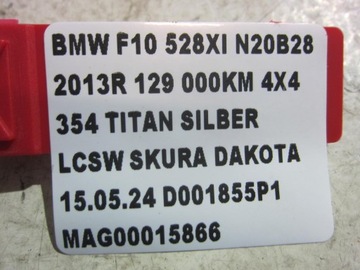 BMW F10 528XI N20B28
2013R 129 000KM 4X4
354 TITAN SILBER
LCSW SKURA DAKOTA
15.05.24 D001855P1
MAG00015866